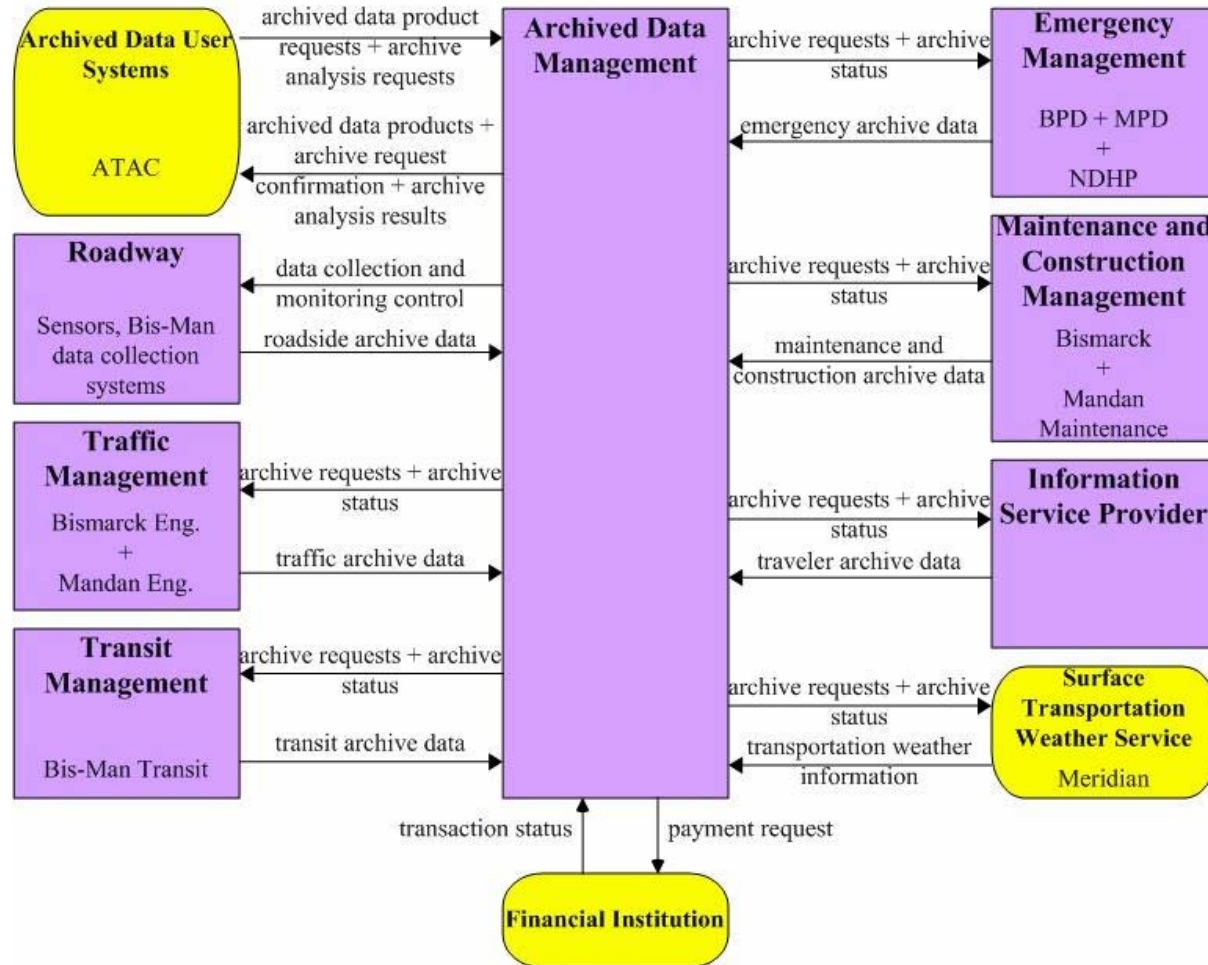 Archived Data User
Systems
ATAC
archived data product
requests + archive
analysis requests
archived data products +
archive request
confirmation + archive
analysis results
Archived Data
Management
archive requests + archive
status
emergency archive data
Emergency
Management
BPD + MPD
+
NDHP
Roadway
Sensors, Bis-Man
data collection
systems
data collection and
monitoring control
roadside archive data
archive requests + archive
status
maintenance and
construction archive data
Maintenance and
Construction
Management
Bismarck
+
Mandan
Maintenance
Traffic
Management
Bismarck Eng.
+
Mandan Eng.
archive requests + archive
status
traffic archive data
archive requests + archive
status
traveler archive data
Information
Service Provider
Transit
Management
Bis-Man Transit
archive requests + archive
status
transit archive data
archive requests + archive
status
transportation weather
information
Surface
Transportation
Weather Service
Meridian
transaction status
payment request
Financial Institution